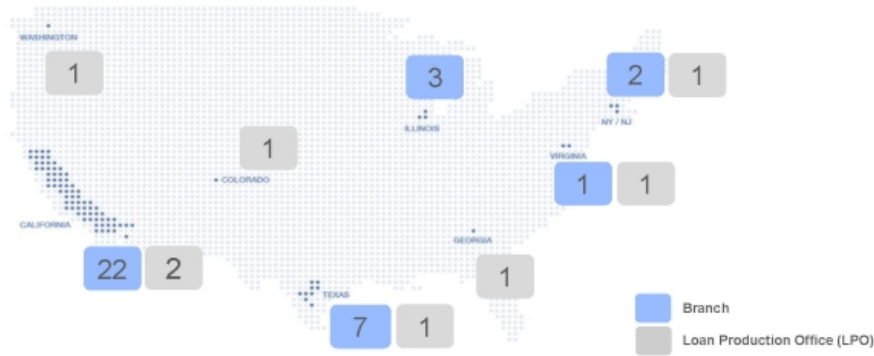 WASHINGTON
1
3
ILLINOIS
2 1
NY / NJ
1
COLORADO
VIRGINIA
1 1
CALIFORNIA
22 2
GEORGIA
1
TEXAS
7 1
Branch
Loan Production Office (LPO)